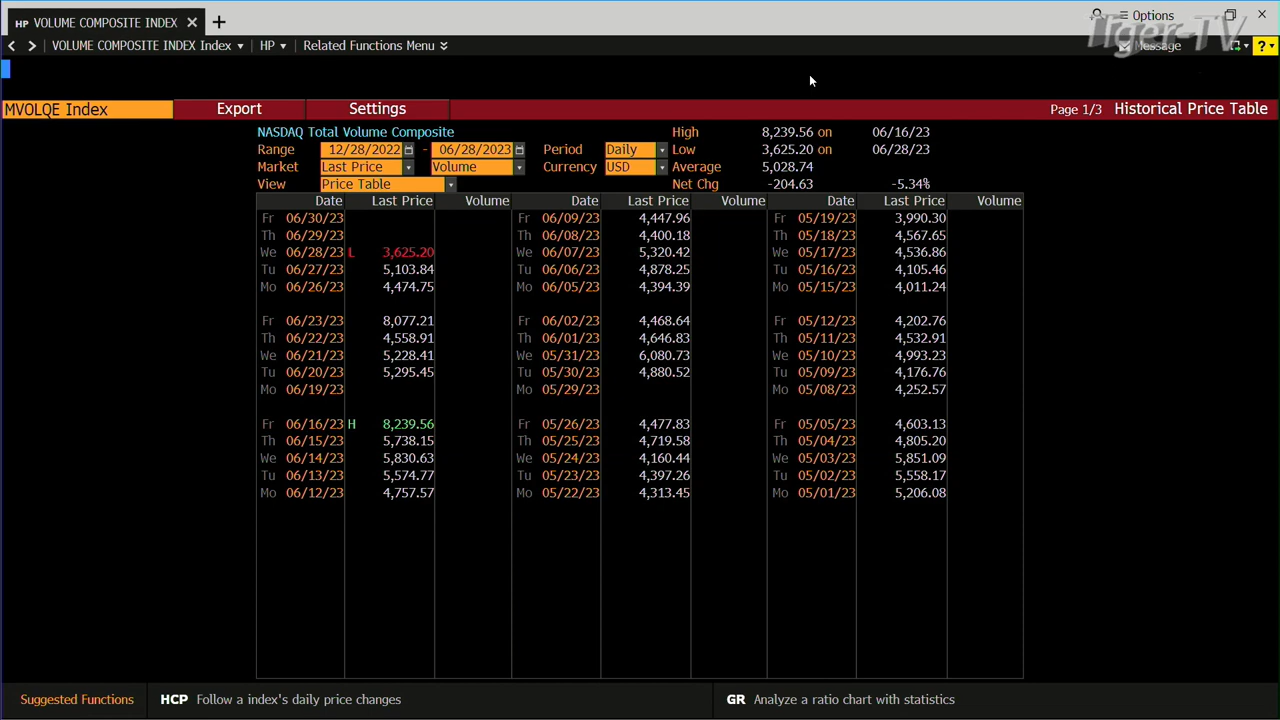 HP VOLUME COMPOSITE INDEX
Options
VOLUME COMPOSITE INDEX Index HP Related Functions Menu Message ?
Tiger-TV
MVOLQE Index Export Settings Page 1/3 Historical Price Table
NASDAQ Total Volume Composite High 8,239.56 on 06/16/23
Range 12/28/2022 - 06/28/2023 Period Daily Low 3,625.20 on 06/28/23
Market Last Price Volume Currency USD Average 5,028.74
View Price Table Net Chg -204.63 -5.34%
Date Last Price Volume Date Last Price Volume Date Last Price Volume
Fr 06/30/23 Fr 06/09/23 4,447.96 Fr 05/19/23 3,990.30
Th 06/29/23 Th 06/08/23 4,400.18 Th 05/18/23 4,567.65
We 06/28/23 L 3,625.20 We 06/07/23 5,320.42 We 05/17/23 4,536.86
Tu 06/27/23 5,103.84 Tu 06/06/23 4,878.25 Tu 05/16/23 4,105.46
Mo 06/26/23 4,474.75 Mo 06/05/23 4,394.39 Mo 05/15/23 4,011.24
Fr 06/23/23 8,077.21 Fr 06/02/23 4,468.64 Fr 05/12/23 4,202.76
Th 06/22/23 4,558.91 Th 06/01/23 4,646.83 Th 05/11/23 4,532.91
We 06/21/23 5,228.41 We 05/31/23 6,080.73 We 05/10/23 4,993.23
Tu 06/20/23 5,295.45 Tu 05/30/23 4,880.52 Tu 05/09/23 4,176.76
Mo 06/19/23 Mo 05/29/23 Mo 05/08/23 4,252.57
Fr 06/16/23 H 8,239.56 Fr 05/26/23 4,477.83 Fr 05/05/23 4,603.13
Th 06/15/23 5,738.15 Th 05/25/23 4,719.58 Th 05/04/23 4,805.20
We 06/14/23 5,830.63 We 05/24/23 4,160.44 We 05/03/23 5,851.09
Tu 06/13/23 5,574.77 Tu 05/23/23 4,397.26 Tu 05/02/23 5,558.17
Mo 06/12/23 4,757.57 Mo 05/22/23 4,313.45 Mo 05/01/23 5,206.08
Suggested Functions HCP Follow a index's daily price changes GR Analyze a ratio chart with statistics